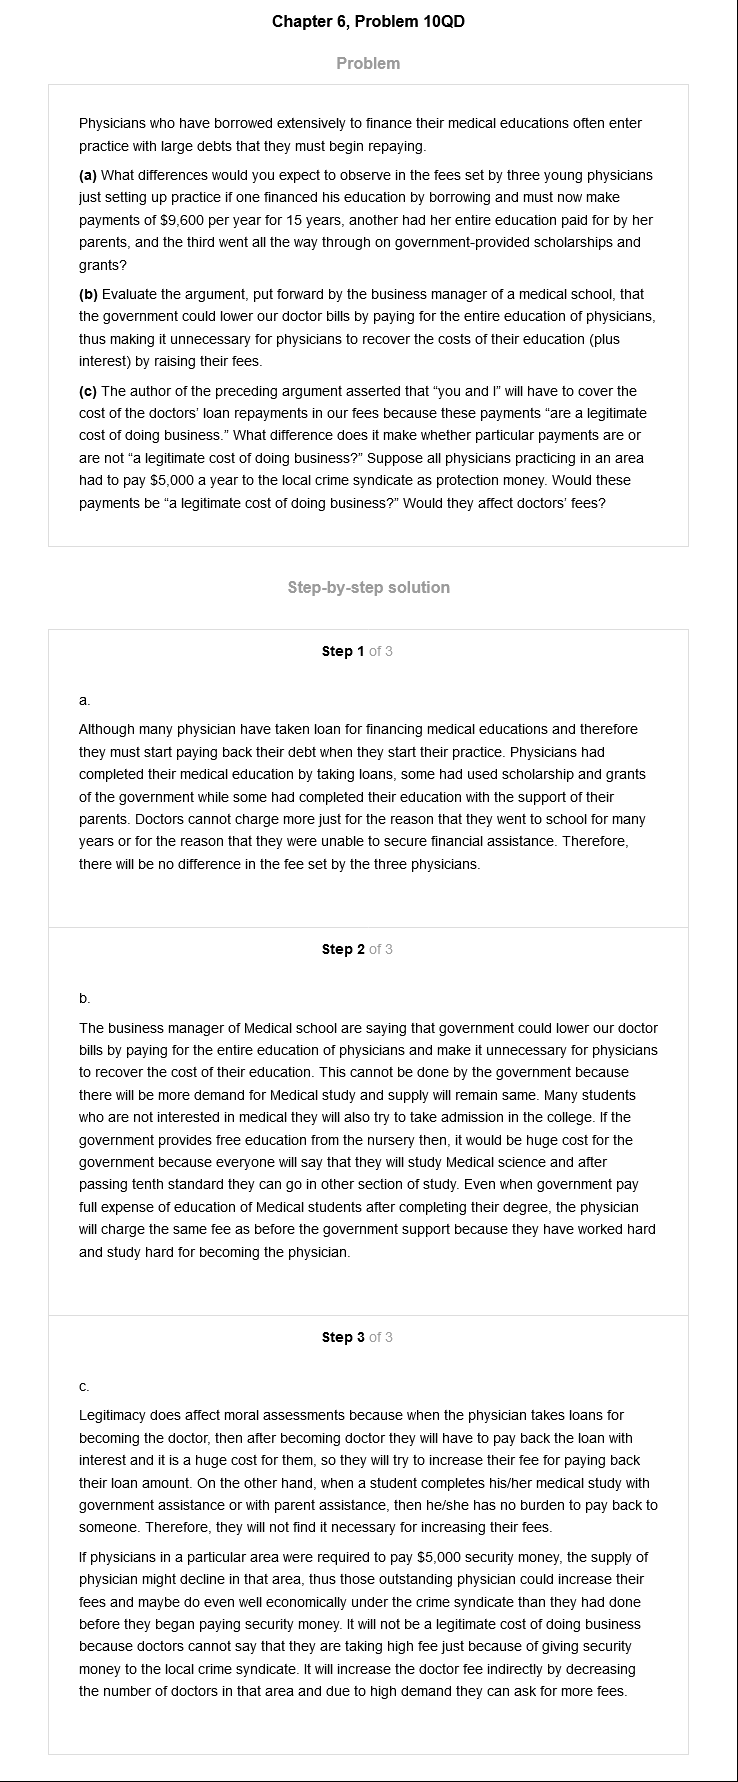 Chapter 6, Problem 10QD
Problem
Physicians who have borrowed extensively to finance their medical educations often enter
practice with large debts that they must begin repaying.
(a) What differences would you expect to observe in the fees set by three young physicians
just setting up practice if one financed his education by borrowing and must now make
payments of $9,600 per year for 15 years, another had her entire education paid for by her
parents, and the third went all the way through on government-provided scholarships and
grants?
(b) Evaluate the argument, put forward by the business manager of a medical school, that
the government could lower our doctor bills by paying for the entire education of physicians,
thus making it unnecessary for physicians to recover the costs of their education (plus
interest) by raising their fees.
(c) The author of the preceding argument asserted that “you and I” will have to cover the
cost of the doctors’ loan repayments in our fees because these payments “are a legitimate
cost of doing business.” What difference does it make whether particular payments are or
are not “a legitimate cost of doing business?” Suppose all physicians practicing in an area
had to pay $5,000 a year to the local crime syndicate as protection money. Would these
payments be “a legitimate cost of doing business?” Would they affect doctors’ fees?
Step-by-step solution
Step 1 of 3
a.
Although many physician have taken loan for financing medical educations and therefore
they must start paying back their debt when they start their practice. Physicians had
completed their medical education by taking loans, some had used scholarship and grants
of the government while some had completed their education with the support of their
parents. Doctors cannot charge more just for the reason that they went to school for many
years or for the reason that they were unable to secure financial assistance. Therefore,
there will be no difference in the fee set by the three physicians.
Step 2 of 3
b.
The business manager of Medical school are saying that government could lower our doctor
bills by paying for the entire education of physicians and make it unnecessary for physicians
to recover the cost of their education. This cannot be done by the government because
there will be more demand for Medical study and supply will remain same. Many students
who are not interested in medical they will also try to take admission in the college. If the
government provides free education from the nursery then, it would be huge cost for the
government because everyone will say that they will study Medical science and after
passing tenth standard they can go in other section of study. Even when government pay
full expense of education of Medical students after completing their degree, the physician
will charge the same fee as before the government support because they have worked hard
and study hard for becoming the physician.
Step 3 of 3
c.
Legitimacy does affect moral assessments because when the physician takes loans for
becoming the doctor, then after becoming doctor they will have to pay back the loan with
interest and it is a huge cost for them, so they will try to increase their fee for paying back
their loan amount. On the other hand, when a student completes his/her medical study with
government assistance or with parent assistance, then he/she has no burden to pay back to
someone. Therefore, they will not find it necessary for increasing their fees.
If physicians in a particular area were required to pay $5,000 security money, the supply of
physician might decline in that area, thus those outstanding physician could increase their
fees and maybe do even well economically under the crime syndicate than they had done
before they began paying security money. It will not be a legitimate cost of doing business
because doctors cannot say that they are taking high fee just because of giving security
money to the local crime syndicate. It will increase the doctor fee indirectly by decreasing
the number of doctors in that area and due to high demand they can ask for more fees.